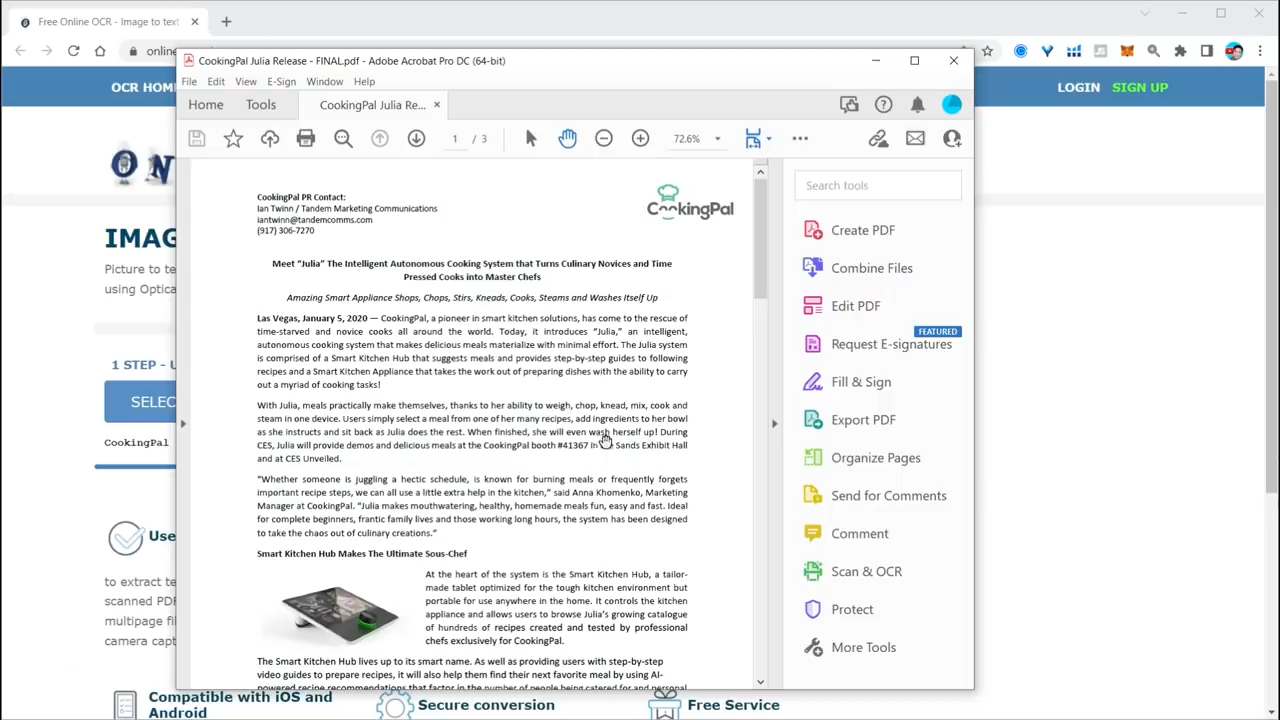 Free Online OCR - Image to text
onlin
OCR HOM
LOGIN SIGN UP
CookingPal Julia Release - FINAL.pdf - Adobe Acrobat Pro DC (64-bit)
File Edit View E-Sign Window Help
Home Tools CookingPal Julia Re...
1 / 3 72.6%
ON
IMAG
Picture to te
using Optica
1 STEP - U
SELEC
CookingPal
Use
to extract te
scanned PDF
multipage fi
camera capt
CookingPal PR Contact:
Ian Twinn / Tandem Marketing Communications
iantwinn@tandemcomms.com
(917) 306-7270
CookingPal
Meet “Julia” The Intelligent Autonomous Cooking System that Turns Culinary Novices and Time
Pressed Cooks into Master Chefs
Amazing Smart Appliance Shops, Chops, Stirs, Kneads, Cooks, Steams and Washes Itself Up
Las Vegas, January 5, 2020 — CookingPal, a pioneer in smart kitchen solutions, has come to the rescue of
time-starved and novice cooks all around the world. Today, it introduces “Julia,” an intelligent,
autonomous cooking system that makes delicious meals materialize with minimal effort. The Julia system
is comprised of a Smart Kitchen Hub that suggests meals and provides step-by-step guides to following
recipes and a Smart Kitchen Appliance that takes the work out of preparing dishes with the ability to carry
out a myriad of cooking tasks!
With Julia, meals practically make themselves, thanks to her ability to weigh, chop, knead, mix, cook and
steam in one device. Users simply select a meal from one of her many recipes, add ingredients to her bowl
as she instructs and sit back as Julia does the rest. When finished, she will even wash herself up! During
CES, Julia will provide demos and delicious meals at the CookingPal booth #41367 in Sands Exhibit Hall
and at CES Unveiled.
“Whether someone is juggling a hectic schedule, is known for burning meals or frequently forgets
important recipe steps, we can all use a little extra help in the kitchen,” said Anna Khomenko, Marketing
Manager at CookingPal. “Julia makes mouthwatering, healthy, homemade meals fun, easy and fast. Ideal
for complete beginners, frantic family lives and those working long hours, the system has been designed
to take the chaos out of culinary creations.”
Smart Kitchen Hub Makes The Ultimate Sous-Chef
At the heart of the system is the Smart Kitchen Hub, a tailor-
made tablet optimized for the tough kitchen environment but
portable for use anywhere in the home. It controls the kitchen
appliance and allows users to browse Julia’s growing catalogue
of hundreds of recipes created and tested by professional
chefs exclusively for CookingPal.
The Smart Kitchen Hub lives up to its smart name. As well as providing users with step-by-step
video guides to prepare recipes, it will also help them find their next favorite meal by using AI-
powered recipe recommendations that factor in the number of people being catered for and personal
Search tools
Create PDF
Combine Files
Edit PDF
FEATURED
Request E-signatures
Fill & Sign
Export PDF
Organize Pages
Send for Comments
Comment
Scan & OCR
Protect
More Tools
Compatible with iOS and
Android
Secure conversion
Free Service